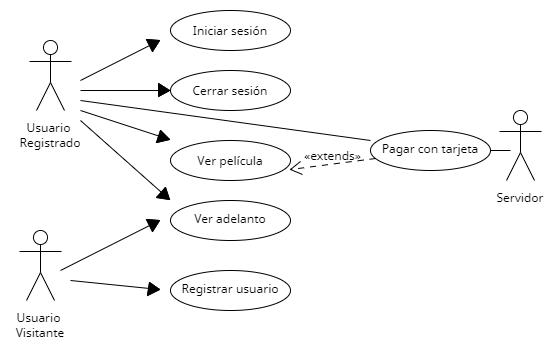 Iniciar sesión
Cerrar sesión
Usuario
Registrado
Ver película
«extends»
Pagar con tarjeta
Servidor
Ver adelanto
Registrar usuario
Usuario
Visitante